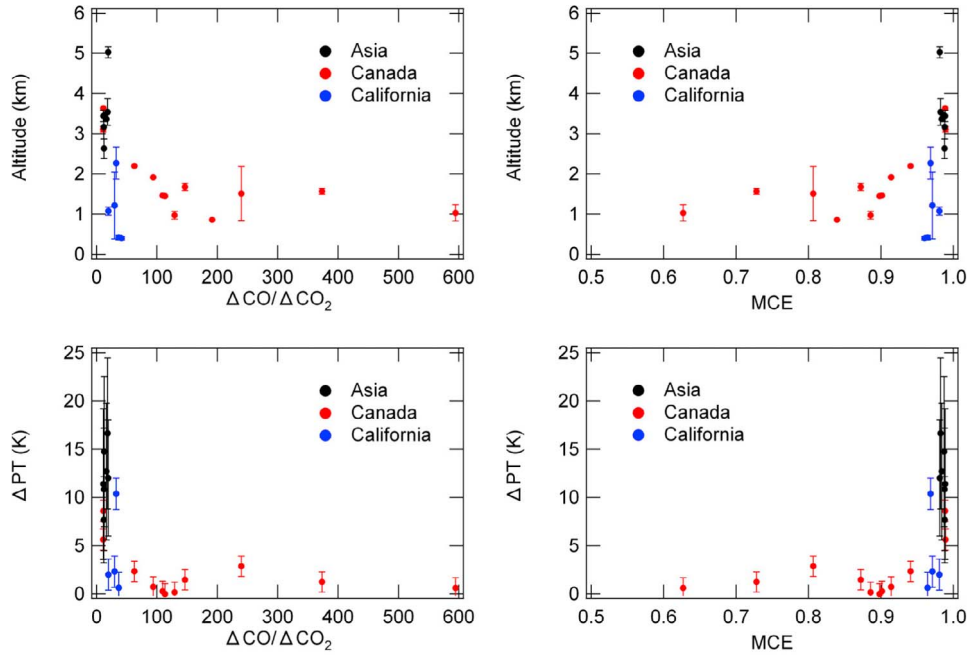 6
5
4
3
2
1
0
Altitude (km)
Asia
Canada
California
0 100 200 300 400 500 600
ΔCO/ΔCO₂
6
5
4
3
2
1
0
Altitude (km)
Asia
Canada
California
0.5 0.6 0.7 0.8 0.9 1.0
MCE
25
20
15
10
5
0
ΔPT (K)
Asia
Canada
California
0 100 200 300 400 500 600
ΔCO/ΔCO₂
25
20
15
10
5
0
ΔPT (K)
Asia
Canada
California
0.5 0.6 0.7 0.8 0.9 1.0
MCE